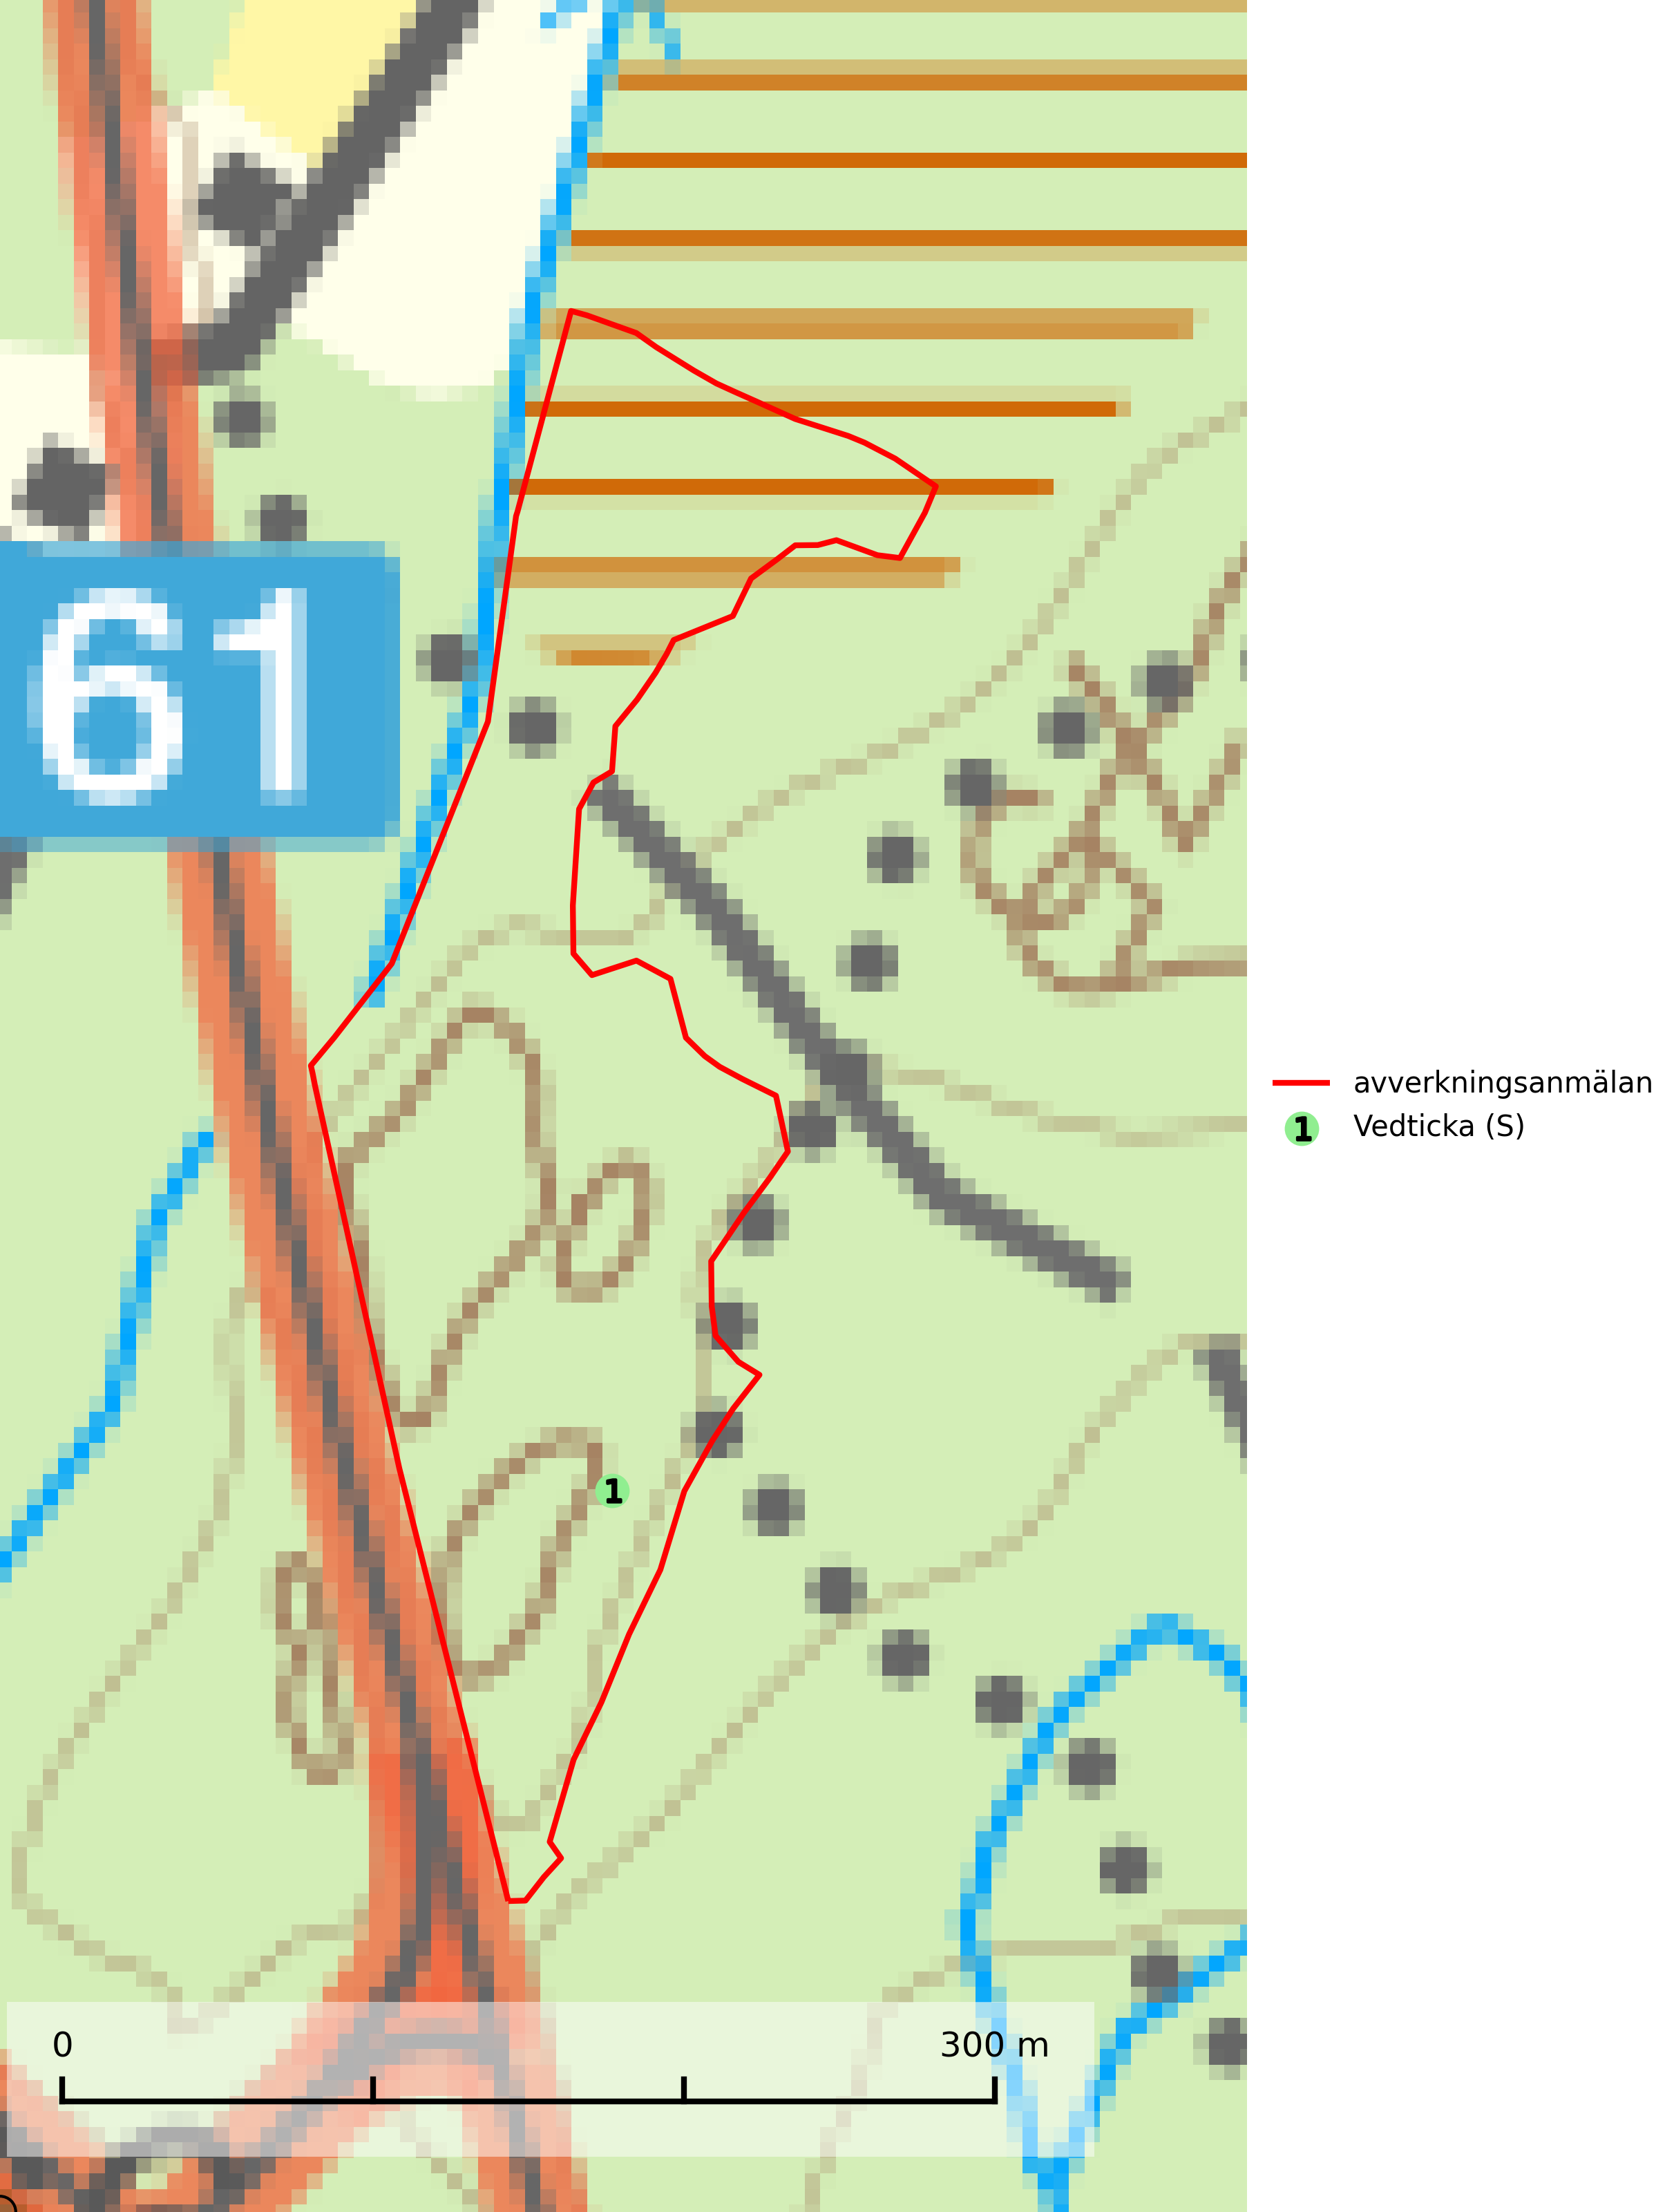 61
avverkningsanmälan
1 Vedticka (S)
1
0 300 m